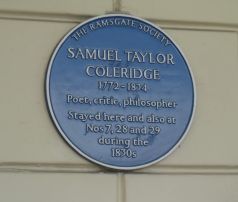 THE RAMSGATE SOCIETY
SAMUEL TAYLOR
COLERIDGE
1772-1834
Poet, critic, philosopher
Stayed here and also at
Nos 7, 28 and 29
during the
1830s